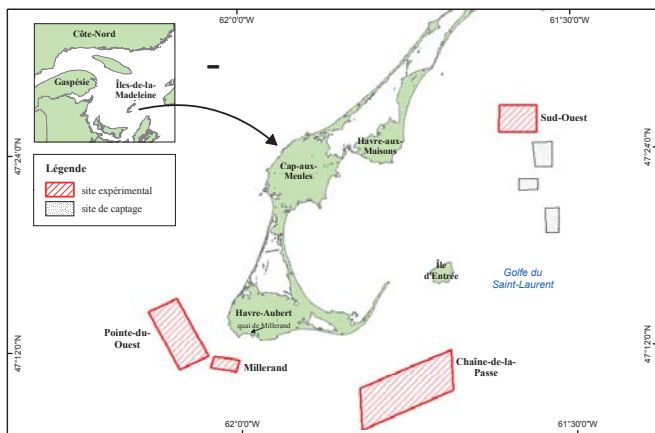 62°0'0"W
61°30'0"W
Côte-Nord
Gaspésie
Îles-de-la-
Madeleine
47°24'0"N
47°24'0"N
Légende
site expérimental
site de captage
Sud-Ouest
Havre-aux-
Maisons
Cap-aux-
Meules
Île
d'Entrée
Golfe du
Saint-Laurent
Havre-Aubert
quai de Millerand
Pointe-du-
Ouest
Millerand
Chaîne-de-la-
Passe
47°12'0"N
47°12'0"N
62°0'0"W
61°30'0"W